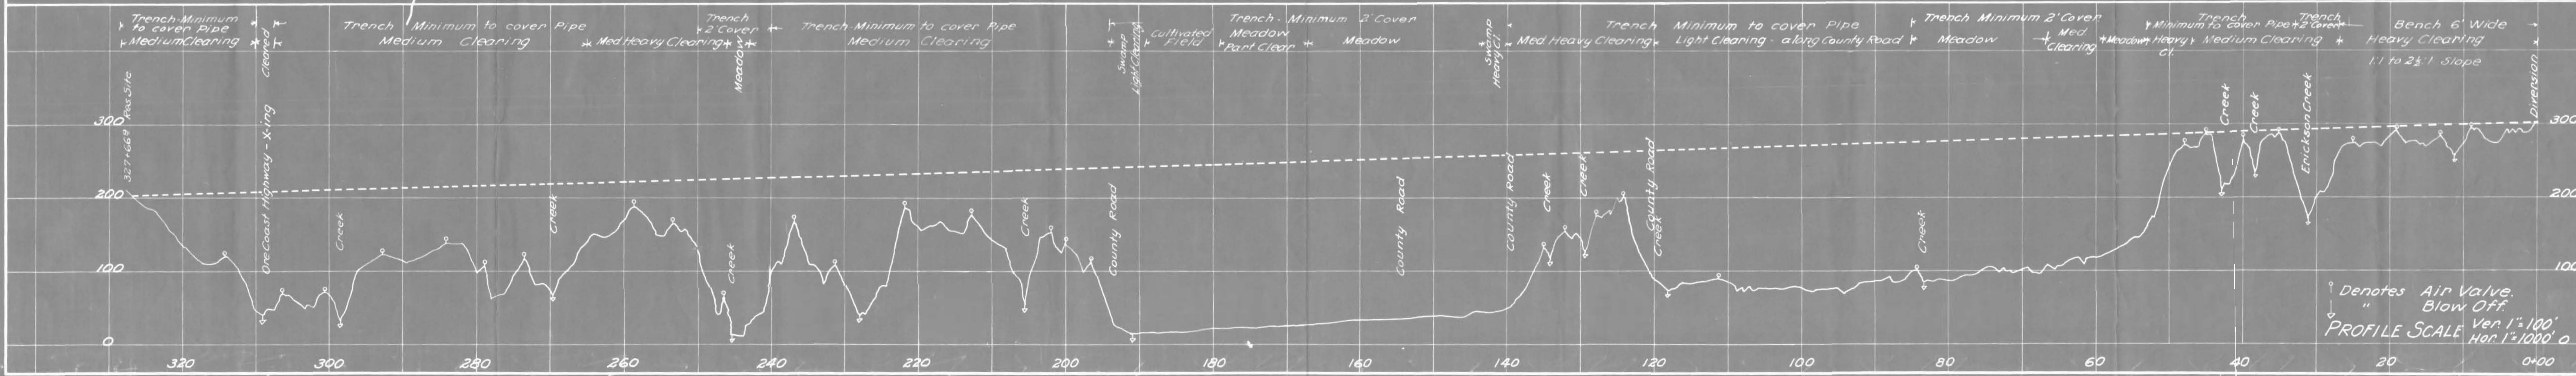 Trench-Minimum
to cover Pipe
Medium Clearing
Cleared
Trench Minimum to cover Pipe
Medium Clearing
Med Heavy Clearing
Trench
2' Cover
Meadow
Trench-Minimum to cover Pipe
Medium Clearing
Swamp
Light Clearing
Trench - Minimum 2' Cover
Cultivated
Field
Meadow
Part Clear
Meadow
Swamp
Heavy Cl.
Trench Minimum to cover Pipe
Med Heavy Clearing
Light Clearing - along County Road
Trench Minimum 2' Cover
Meadow
Med
Clearing
Meadow
Heavy
Cl.
Trench
Minimum to cover Pipe
Medium Clearing
Trench
2' Cover
Bench 6' Wide
Heavy Clearing
1:1 to 2½:1 Slope
327+669 Res Site
Ore Coast Highway - X-ing
Creek
Creek
Creek
Creek
County Road
County Road
County Road
Creek
Creek
County Road
Creek
Creek
Creek
Creek
Erickson Creek
Diversion
300
200
100
0
300
200
100
0
Denotes Air Valve.
" Blow Off.
PROFILE SCALE Ver. 1"=100'
Hor. 1"=1000'
320 300 280 260 240 220 200 180 160 140 120 100 80 60 40 20 0+00